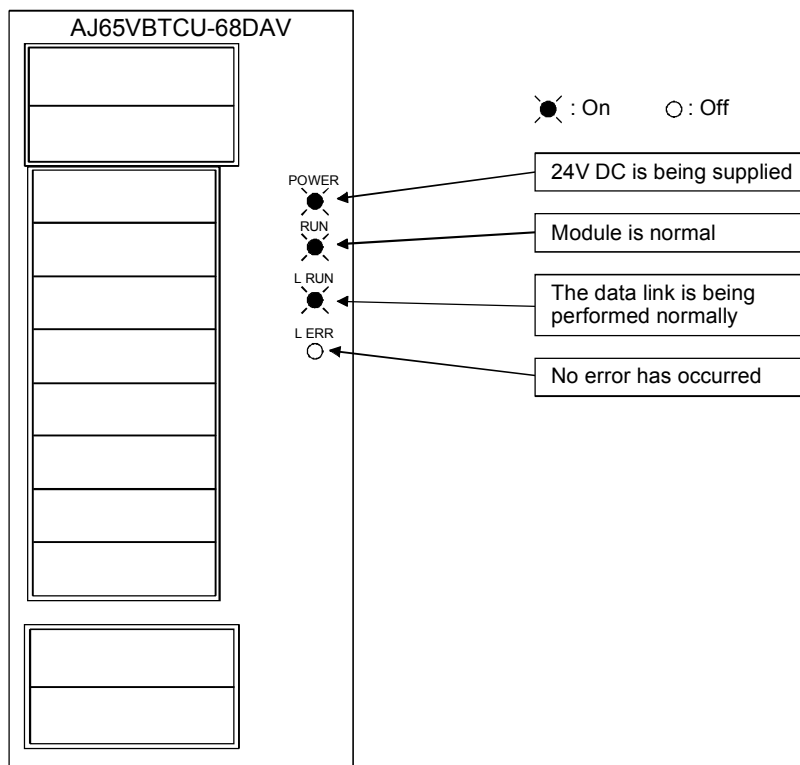 AJ65VBTCU-68DAV
: On
: Off
POWER
24V DC is being supplied
RUN
Module is normal
L RUN
The data link is being
performed normally
L ERR
No error has occurred